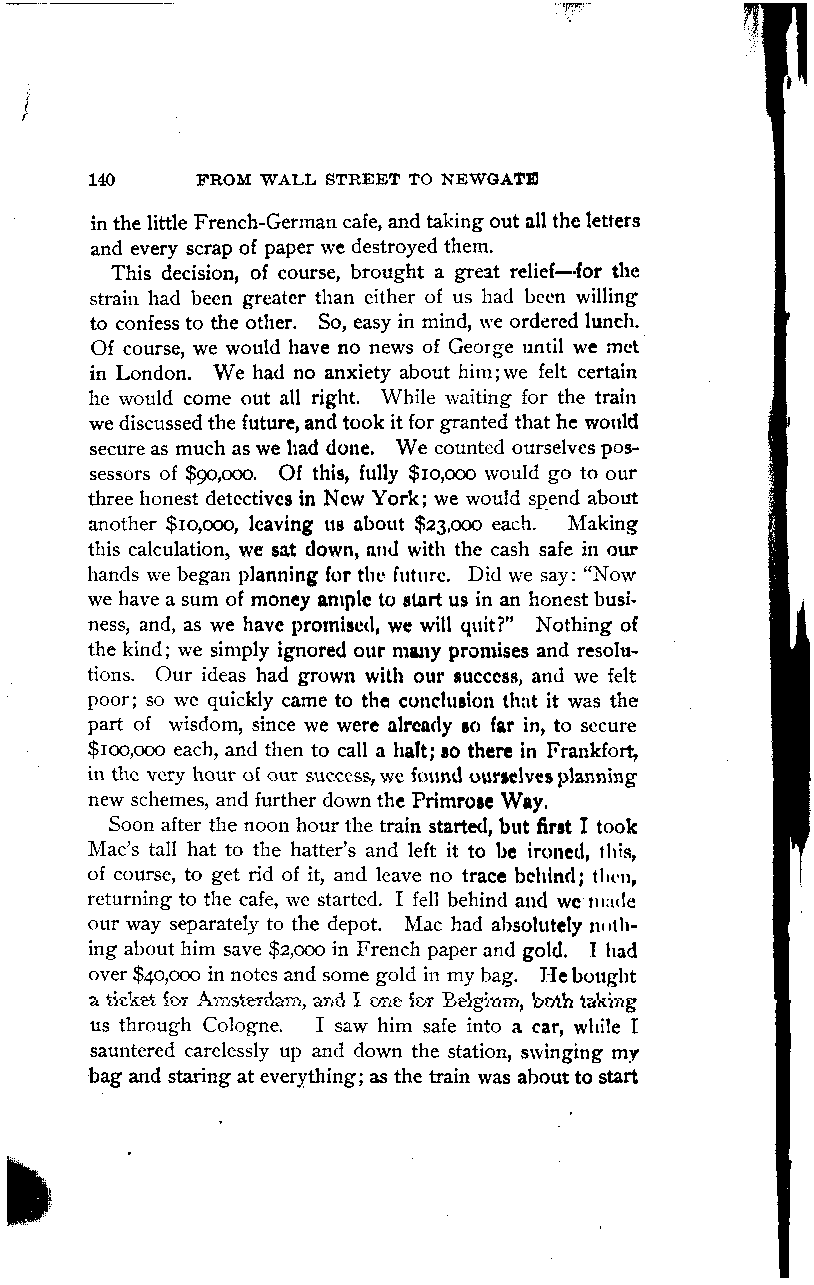 140 FROM WALL STREET TO NEWGATE
in the little French-German cafe, and taking out all the letters
and every scrap of paper we destroyed them.
This decision, of course, brought a great relief—for the
strain had been greater than either of us had been willing
to confess to the other. So, easy in mind, we ordered lunch.
Of course, we would have no news of George until we met
in London. We had no anxiety about him; we felt certain
he would come out all right. While waiting for the train
we discussed the future, and took it for granted that he would
secure as much as we had done. We counted ourselves pos-
sessors of $90,000. Of this, fully $10,000 would go to our
three honest detectives in New York; we would spend about
another $10,000, leaving us about $23,000 each. Making
this calculation, we sat down, and with the cash safe in our
hands we began planning for the future. Did we say: "Now
we have a sum of money ample to start us in an honest busi-
ness, and, as we have promised, we will quit?" Nothing of
the kind; we simply ignored our many promises and resolu-
tions. Our ideas had grown with our success, and we felt
poor; so we quickly came to the conclusion that it was the
part of wisdom, since we were already so far in, to secure
$100,000 each, and then to call a halt; so there in Frankfort,
in the very hour of our success, we found ourselves planning
new schemes, and further down the Primrose Way.
Soon after the noon hour the train started, but first I took
Mac's tall hat to the hatter's and left it to be ironed, this,
of course, to get rid of it, and leave no trace behind; then,
returning to the cafe, we started. I fell behind and we made
our way separately to the depot. Mac had absolutely noth-
ing about him save $2,000 in French paper and gold. I had
over $40,000 in notes and some gold in my bag. He bought
a ticket for Amsterdam, and I one for Belgium, both taking
us through Cologne. I saw him safe into a car, while I
sauntered carelessly up and down the station, swinging my
bag and staring at everything; as the train was about to start